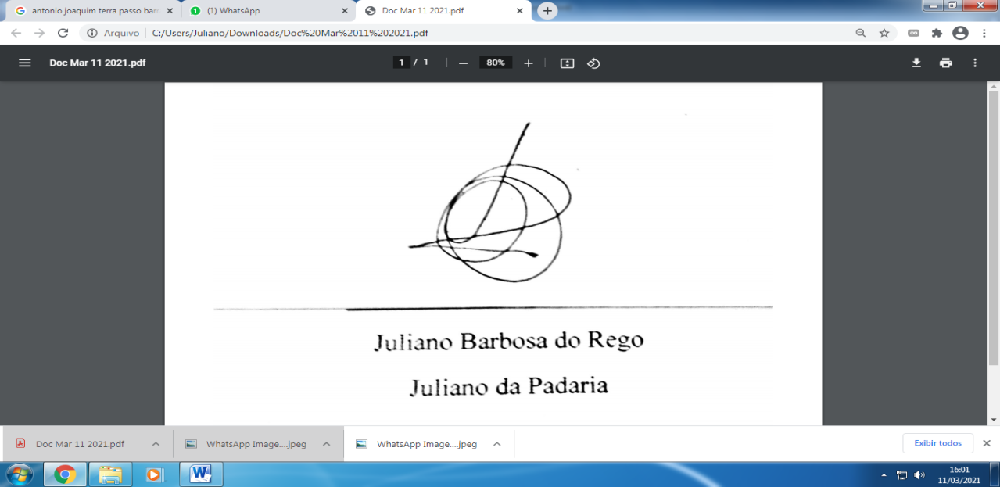 antonio joaquim terra passo bar
(1) WhatsApp
Doc Mar 11 2021.pdf
Arquivo | C:/Users/Juliano/Downloads/Doc%20Mar%2011%202021.pdf
Doc Mar 11 2021.pdf
1 / 1
80%
Juliano Barbosa do Rego
Juliano da Padaria
Doc Mar 11 2021.pdf
WhatsApp Image....jpeg
WhatsApp Image....jpeg
Exibir todos
16:01
11/03/2021